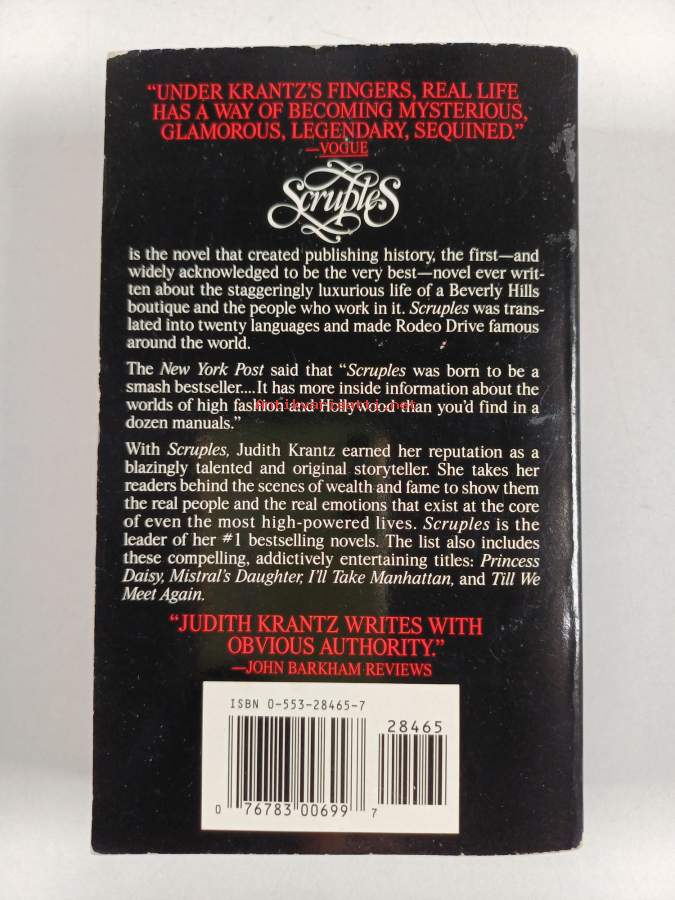 “UNDER KRANTZ’S FINGERS, REAL LIFE
HAS A WAY OF BECOMING MYSTERIOUS,
GLAMOROUS, LEGENDARY, SEQUINED.”
—VOGUE
Scruples
is the novel that created publishing history, the first—and
widely acknowledged to be the very best—novel ever writ-
ten about the staggeringly luxurious life of a Beverly Hills
boutique and the people who work in it. Scruples was trans-
lated into twenty languages and made Rodeo Drive famous
around the world.
The New York Post said that “Scruples was born to be a
smash bestseller....It has more inside information about the
worlds of high fashion and Hollywood than you’d find in a
dozen manuals.”
With Scruples, Judith Krantz earned her reputation as a
blazingly talented and original storyteller. She takes her
readers behind the scenes of wealth and fame to show them
the real people and the real emotions that exist at the core
of even the most high-powered lives. Scruples is the
leader of her #1 bestselling novels. The list also includes
these compelling, addictively entertaining titles: Princess
Daisy, Mistral’s Daughter, I’ll Take Manhattan, and Till We
Meet Again.
“JUDITH KRANTZ WRITES WITH
OBVIOUS AUTHORITY.”
—JOHN BARKHAM REVIEWS
ISBN 0-553-28465-7
28465
0 76783 00699 7